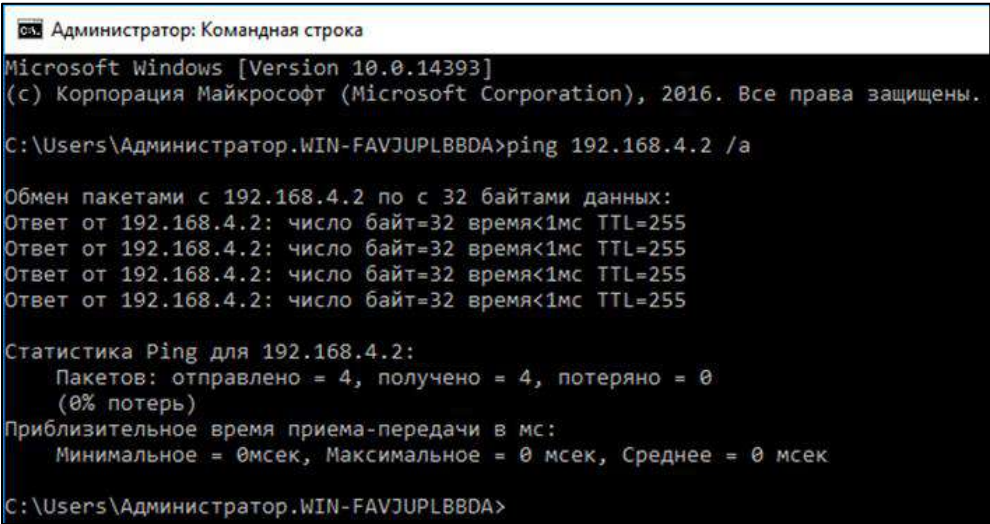 Администратор: Командная строка
Microsoft Windows [Version 10.0.14393]
(с) Корпорация Майкрософт (Microsoft Corporation), 2016. Все права защищены.
C:\Users\Администратор.WIN-FAVJUPLBBDA>ping 192.168.4.2 /a
Обмен пакетами с 192.168.4.2 по с 32 байтами данных:
Ответ от 192.168.4.2: число байт=32 время<1мс TTL=255
Ответ от 192.168.4.2: число байт=32 время<1мс TTL=255
Ответ от 192.168.4.2: число байт=32 время<1мс TTL=255
Ответ от 192.168.4.2: число байт=32 время<1мс TTL=255
Статистика Ping для 192.168.4.2:
Пакетов: отправлено = 4, получено = 4, потеряно = 0
(0% потерь)
Приблизительное время приема-передачи в мс:
Минимальное = 0мсек, Максимальное = 0 мсек, Среднее = 0 мсек
C:\Users\Администратор.WIN-FAVJUPLBBDA>